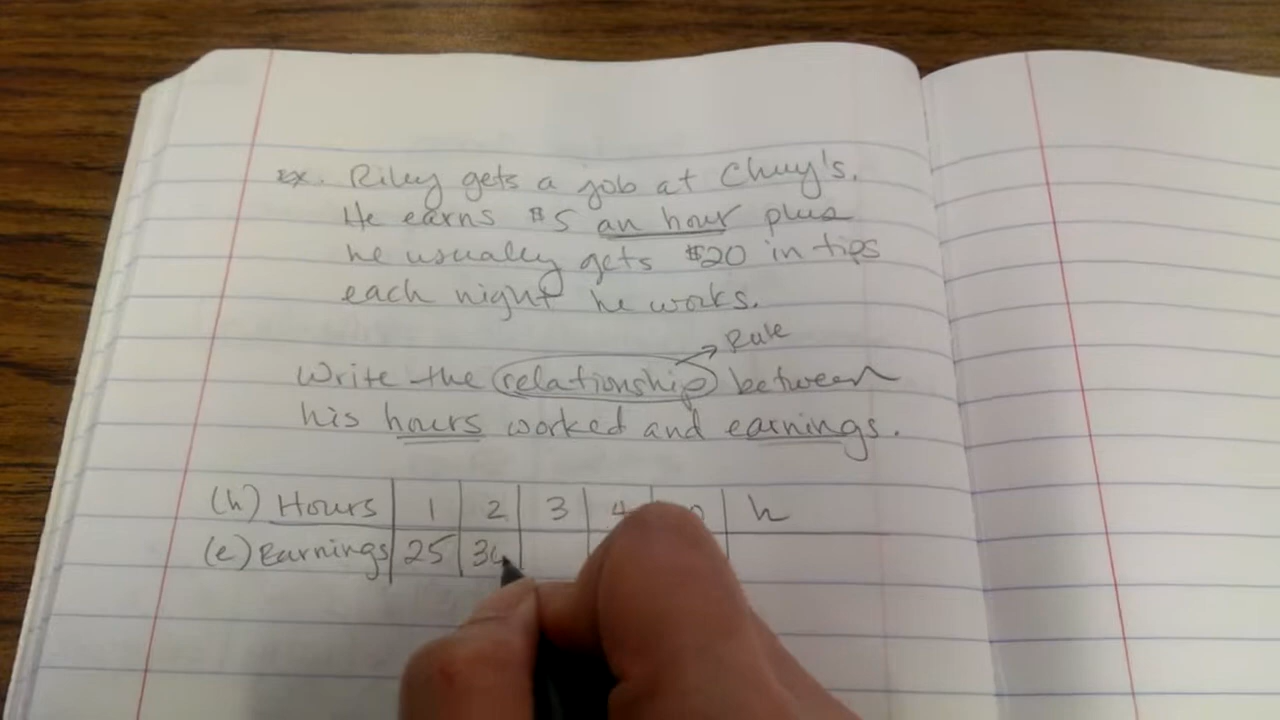 ex. Riley gets a job at Chuy's.
He earns $5 an hour plus
he usually gets $20 in tips
each night he works.
Rule
Write the relationship between
his hours worked and earnings.
(h) Hours 1 2 3 4 h
(e) Earnings 25 30